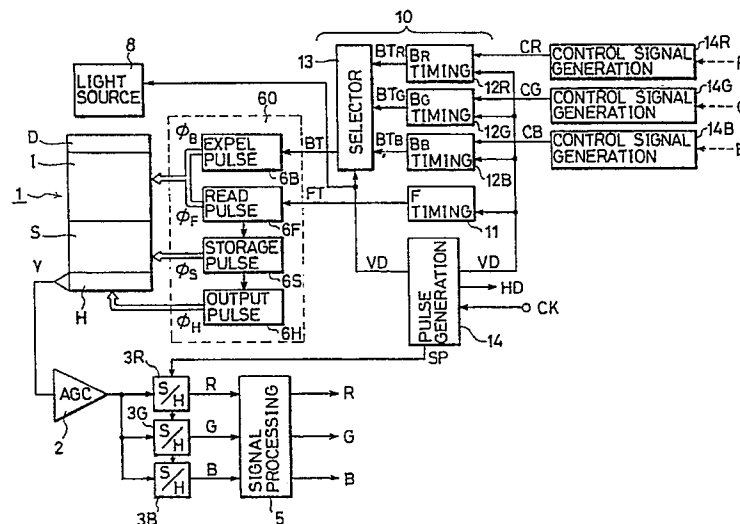 10
8
LIGHT SOURCE
13
SELECTOR
BTR
BR TIMING
12R
CR
CONTROL SIGNAL GENERATION
14R
BTG
BG TIMING
12G
CG
CONTROL SIGNAL GENERATION
14G
BTB
BB TIMING
12B
CB
CONTROL SIGNAL GENERATION
14B
60
D
I
1
S
Y
H
ϕB
EXPEL PULSE
6B
BT
ϕF
READ PULSE
6F
FT
F TIMING
11
ϕS
STORAGE PULSE
6S
ϕH
OUTPUT PULSE
6H
VD
PULSE GENERATION
VD
HD
CK
14
SP
AGC
2
3R
S/H
R
3G
S/H
G
3B
S/H
B
SIGNAL PROCESSING
5
R
G
B